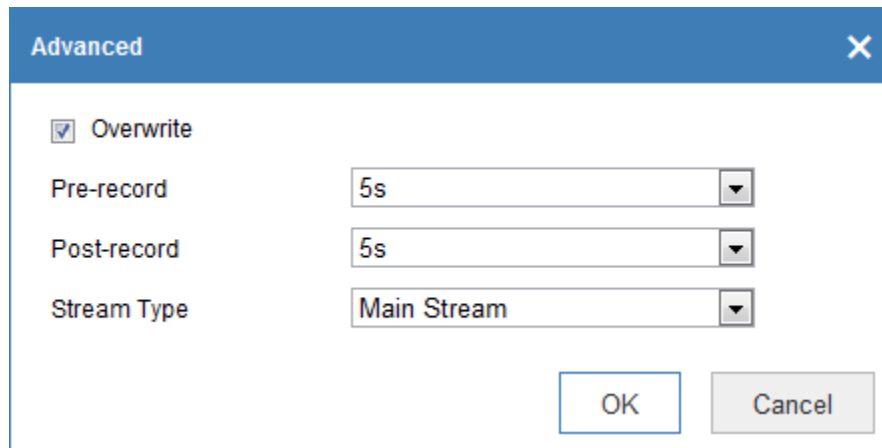 Advanced
Overwrite
Pre-record 5s
Post-record 5s
Stream Type Main Stream
OK Cancel